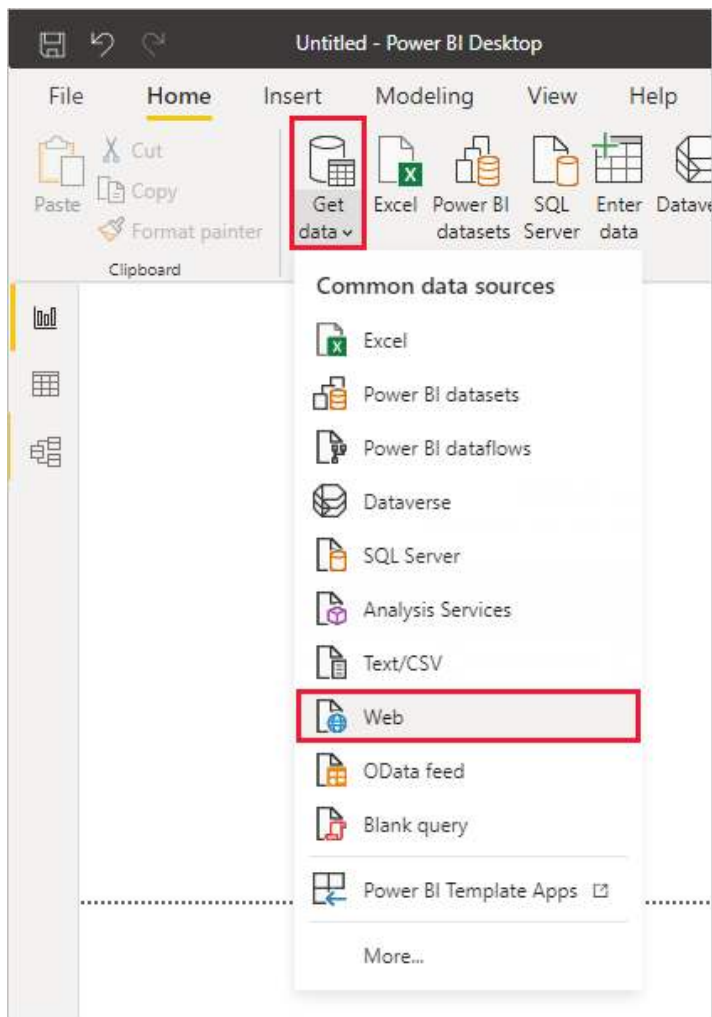 Untitled - Power BI Desktop
File Home Insert Modeling View Help
Paste
Cut
Copy
Format painter
Clipboard
Get data
Excel
Power BI datasets
SQL Server
Enter data
Datave
Common data sources
Excel
Power BI datasets
Power BI dataflows
Dataverse
SQL Server
Analysis Services
Text/CSV
Web
OData feed
Blank query
Power BI Template Apps
More...